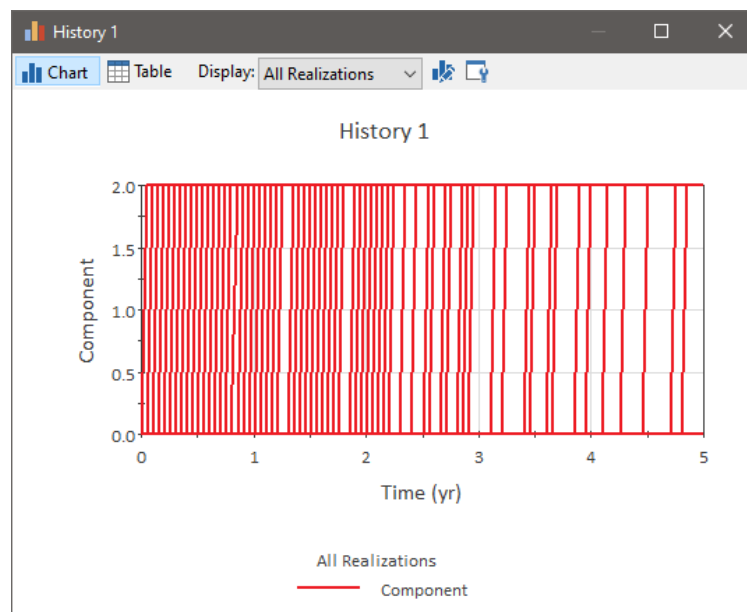 History 1
Chart Table Display: All Realizations
History 1
2.0
1.5
1.0
0.5
0.0
Component
0 1 2 3 4 5
Time (yr)
All Realizations
Component